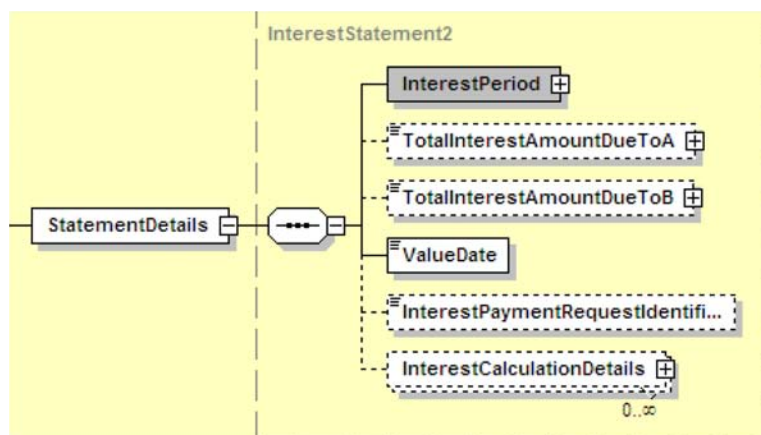 InterestStatement2
InterestPeriod
TotalInterestAmountDueToA
TotalInterestAmountDueToB
StatementDetails
ValueDate
InterestPaymentRequestIdentifi...
InterestCalculationDetails
0..∞